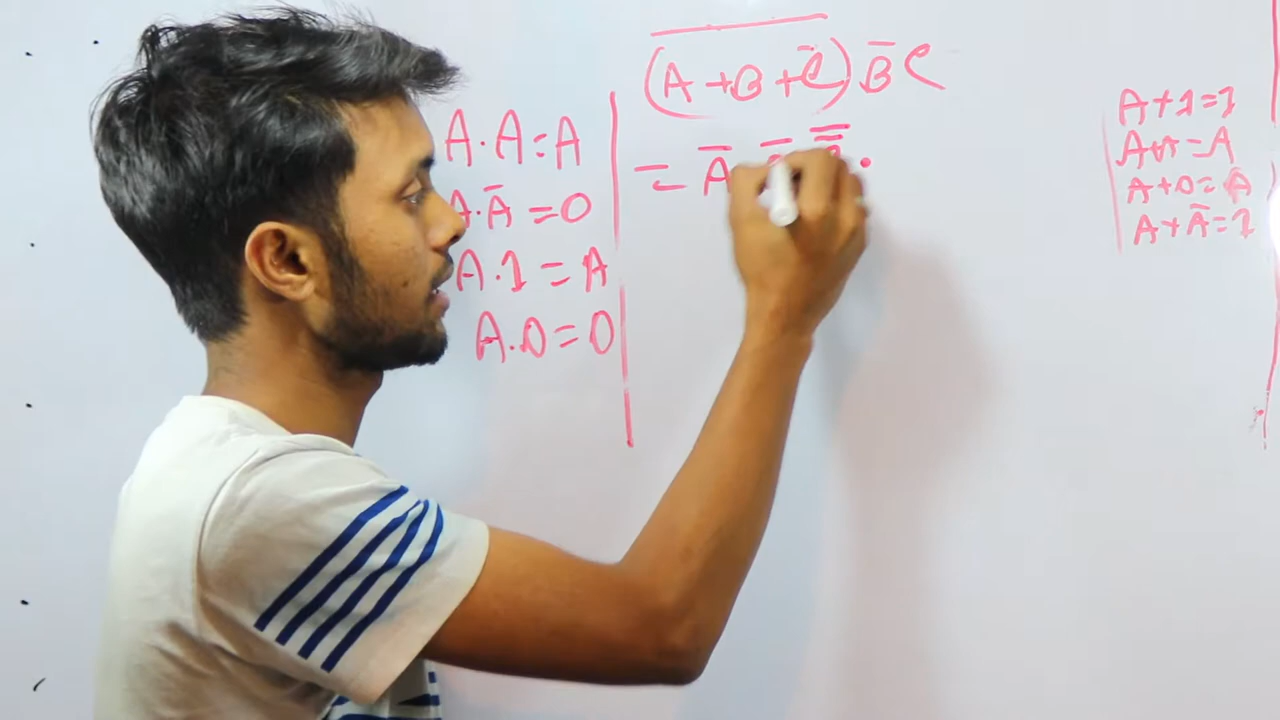 A·A=A
A·Ā=0
A·1=A
A·0=0
(A+B+C̄)‾ B̄ C
= Ā
A+1=1
A+A=A
A+0=A
A+Ā=1